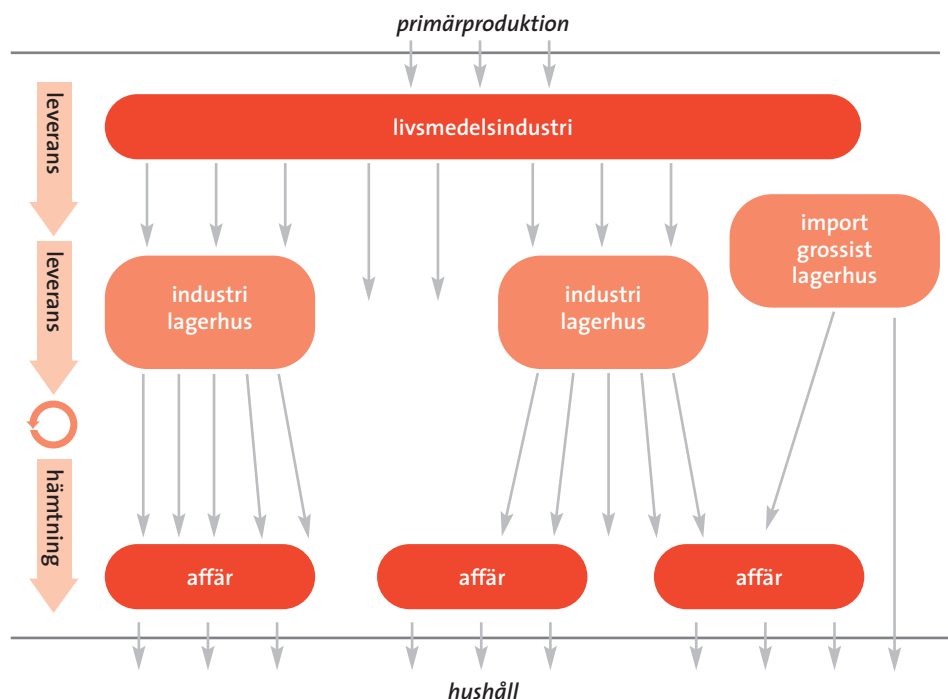 primärproduktion
leverans
livsmedelsindustri
import
grossist
lagerhus
leverans
industri
lagerhus
industri
lagerhus
hämtning
affär
affär
affär
hushåll